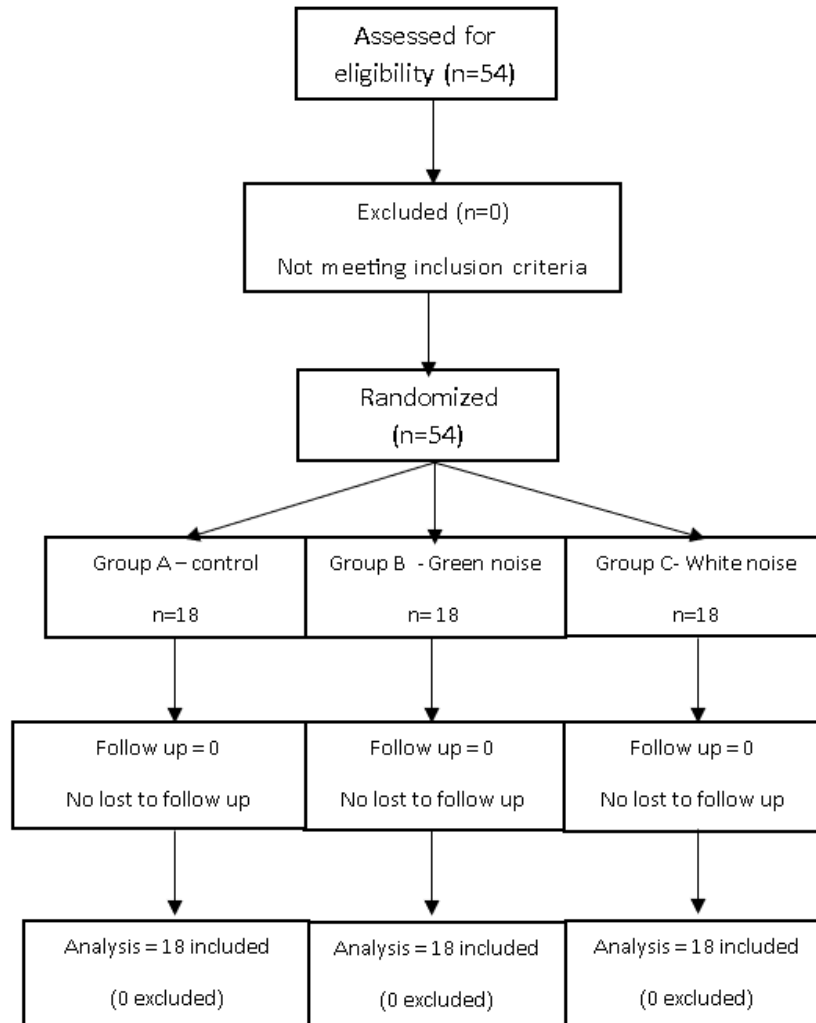 Assessed for
eligibility (n=54)
Excluded (n=0)
Not meeting inclusion criteria
Randomized
(n=54)
Group A – control
n=18
Group B - Green noise
n= 18
Group C- White noise
n=18
Follow up = 0
No lost to follow up
Follow up = 0
No lost to follow up
Follow up = 0
No lost to follow up
Analysis = 18 included
(0 excluded)
Analysis = 18 included
(0 excluded)
Analysis = 18 included
(0 excluded)